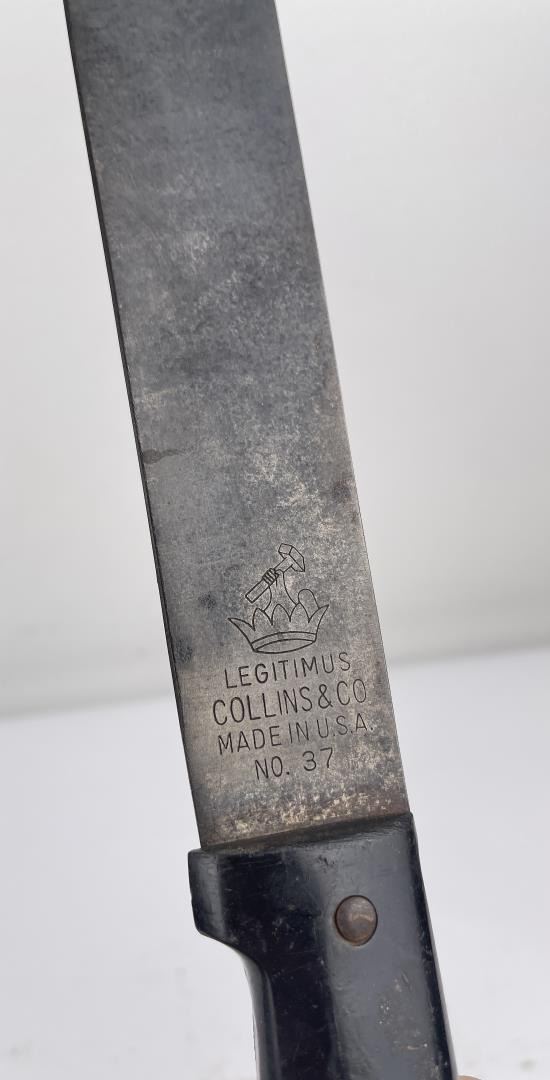 LEGITIMUS
COLLINS & CO
MADE IN U.S.A.
NO. 37